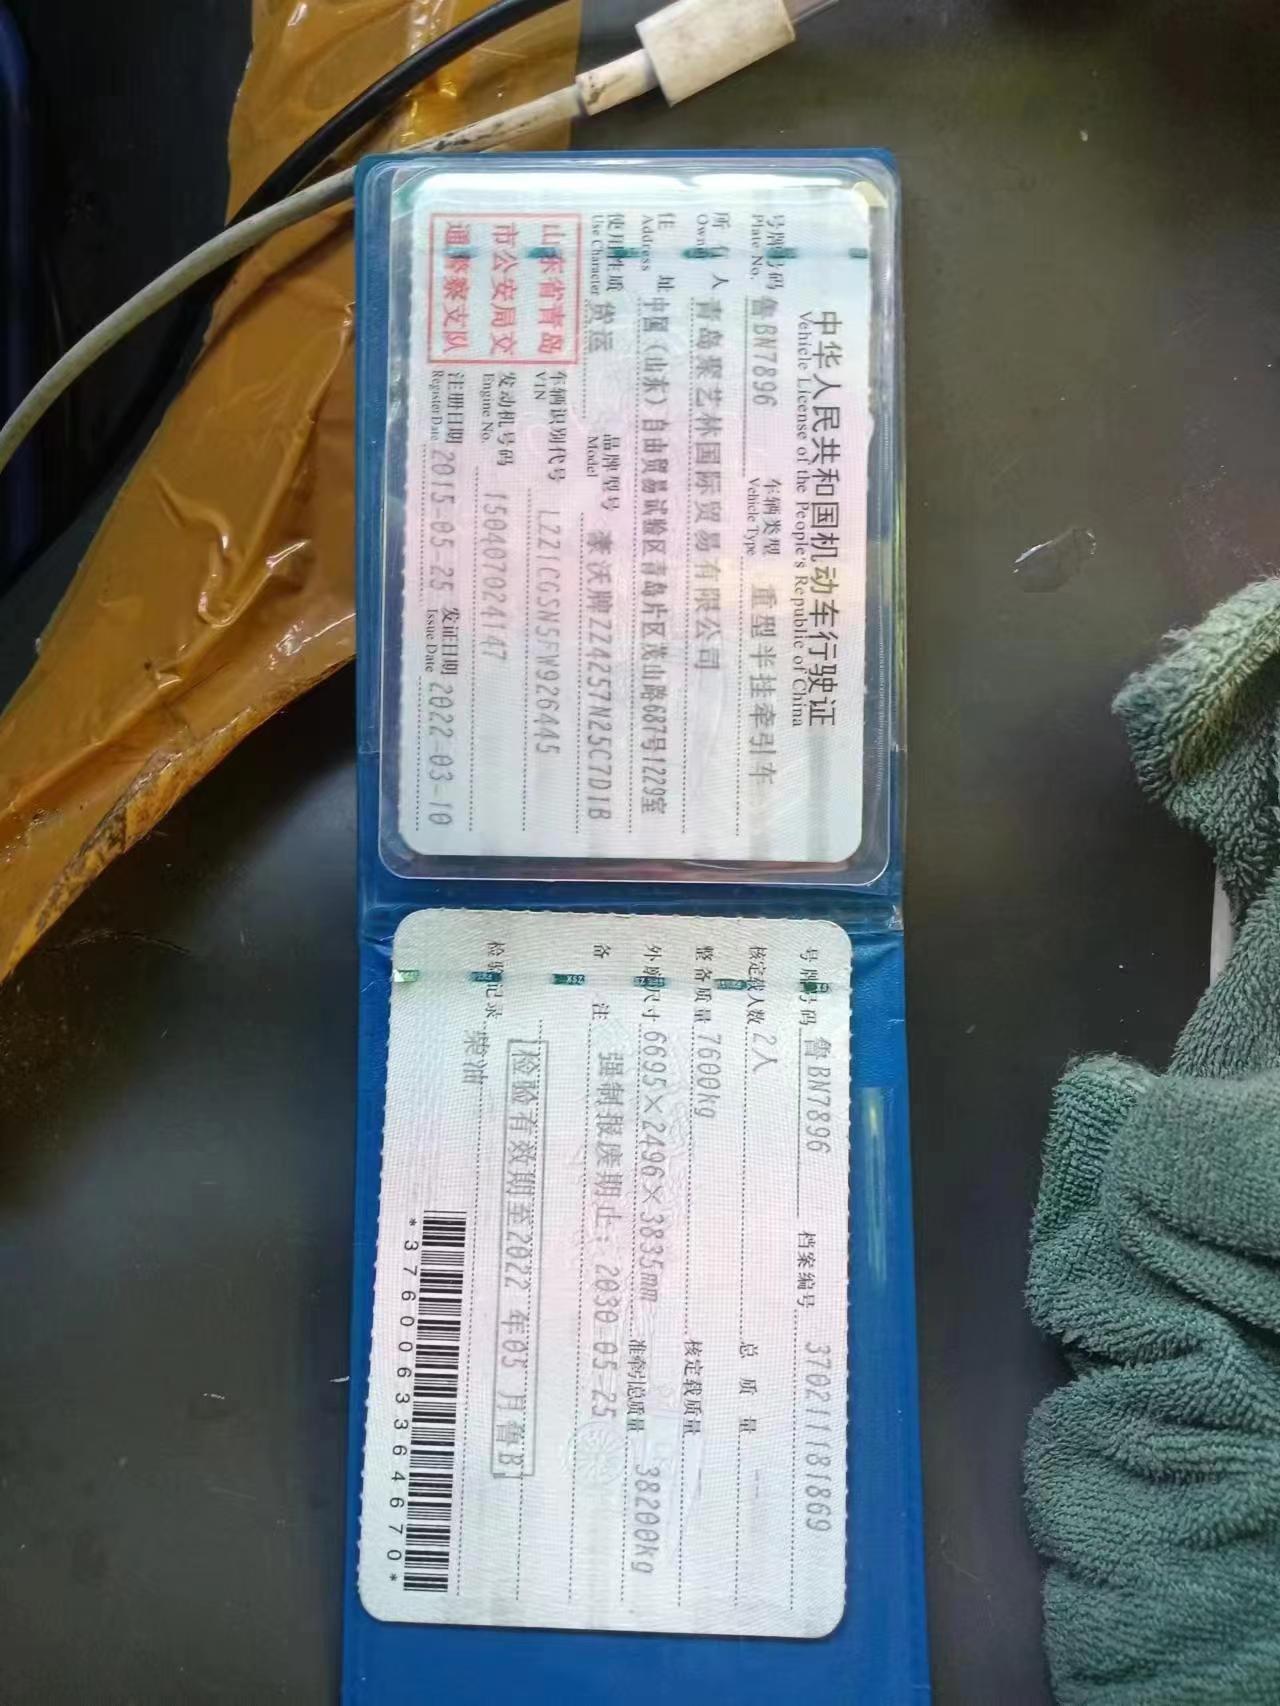 中华人民共和国机动车行驶证
Vehicle License of the People's Republic of China
号牌号码 鲁BN7896 车辆类型 重型半挂牵引车
Plate No. Vehicle Type
所有人 青岛聚艺林国际贸易有限公司
Owner
住址 中国(山东)自由贸易试验区青岛片区茂山路687号1229室
Address
使用性质 货运 品牌型号 豪沃牌ZZ4257N25C7D1B
Use Character Model
山东省青岛
市公安局交
通警察支队
车辆识别代号 LZZ1CGSN5FW926445
VIN
发动机号码 150407024147
Engine No.
注册日期 2015-05-25 发证日期 2022-03-10
Register Date Issue Date
号牌号码 鲁BN7896 档案编号 370211181869
核定载人数 2人 总质量
整备质量 7600kg 核定载质量
外廓尺寸 6695×2496×3835mm 准牵引总质量 38200kg
备注 强制报废期止:2030-05-25
检验有效期至2022年05月鲁B
检验记录
柴油
*3760063364670*